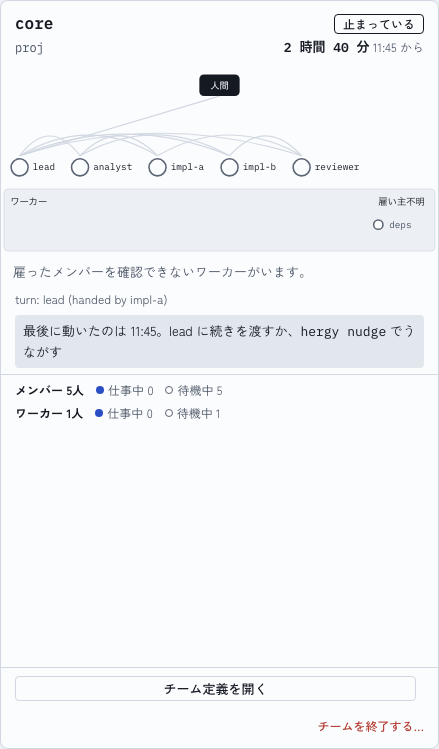 core 止まっている
proj 2 時間 40 分 11:45 から
人間
lead analyst impl-a impl-b reviewer
ワーカー 雇い主不明
deps
雇ったメンバーを確認できないワーカーがいます。
turn: lead (handed by impl-a)
最後に動いたのは 11:45。lead に続きを渡すか、hergy nudge でう
ながす
メンバー 5人 仕事中 0 待機中 5
ワーカー 1人 仕事中 0 待機中 1
チーム定義を開く
チームを終了する…